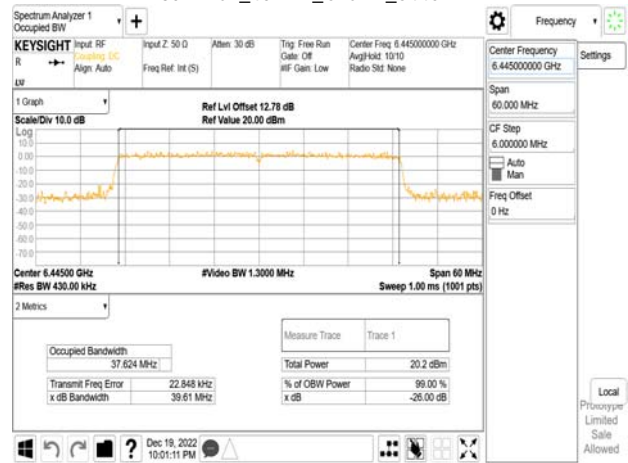 Spectrum Analyzer 1
Occupied BW
Frequency
KEYSIGHT
Input: RF
Coupling: DC
Align: Auto
Input Z: 50 Ω
Freq Ref: Int (S)
Atten: 30 dB
Trig: Free Run
Gate: Off
#IF Gain: Low
Center Freq: 6.445000000 GHz
Avg|Hold: 10/10
Radio Std: None
R
Center Frequency
6.445000000 GHz
Settings
Span
60.000 MHz
CF Step
6.000000 MHz
Auto
Man
Freq Offset
0 Hz
1 Graph
Scale/Div 10.0 dB
Ref Lvl Offset 12.78 dB
Ref Value 20.00 dBm
Log
10.0
0.00
-10.0
-20.0
-30.0
-40.0
-50.0
-60.0
-70.0
Center 6.44500 GHz
#Res BW 430.00 kHz
#Video BW 1.3000 MHz
Span 60 MHz
Sweep 1.00 ms (1001 pts)
2 Metrics
Measure Trace
Trace 1
Occupied Bandwidth
37.624 MHz
Total Power
20.2 dBm
Transmit Freq Error
22.848 kHz
% of OBW Power
99.00 %
x dB Bandwidth
39.61 MHz
x dB
-26.00 dB
Local
Prototype
Limited
Sale
Allowed
Dec 19, 2022
10:01:11 PM